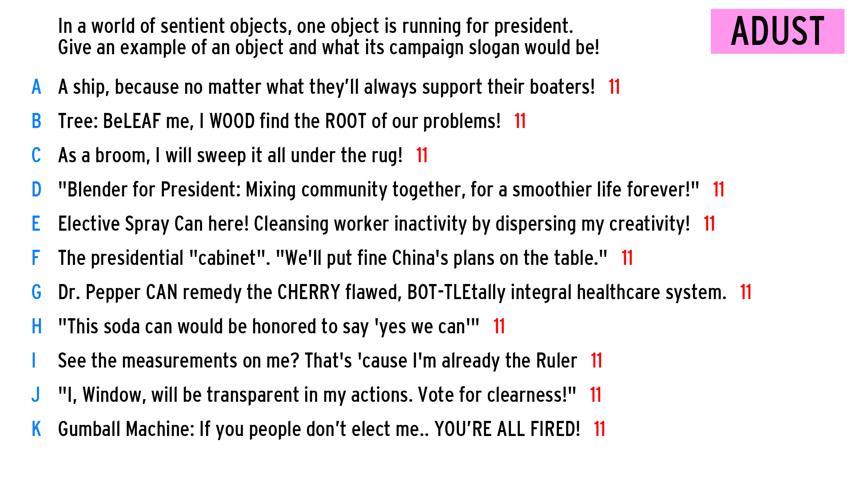 In a world of sentient objects, one object is running for president.
Give an example of an object and what its campaign slogan would be!
ADUST
A A ship, because no matter what they'll always support their boaters! 11
B Tree: BeLEAF me, I WOOD find the ROOT of our problems! 11
C As a broom, I will sweep it all under the rug! 11
D "Blender for President: Mixing community together, for a smoothier life forever!" 11
E Elective Spray Can here! Cleansing worker inactivity by dispersing my creativity! 11
F The presidential "cabinet". "We'll put fine China's plans on the table." 11
G Dr. Pepper CAN remedy the CHERRY flawed, BOT-TLEtally integral healthcare system. 11
H "This soda can would be honored to say 'yes we can'" 11
I See the measurements on me? That's 'cause I'm already the Ruler 11
J "I, Window, will be transparent in my actions. Vote for clearness!" 11
K Gumball Machine: If you people don't elect me.. YOU'RE ALL FIRED! 11